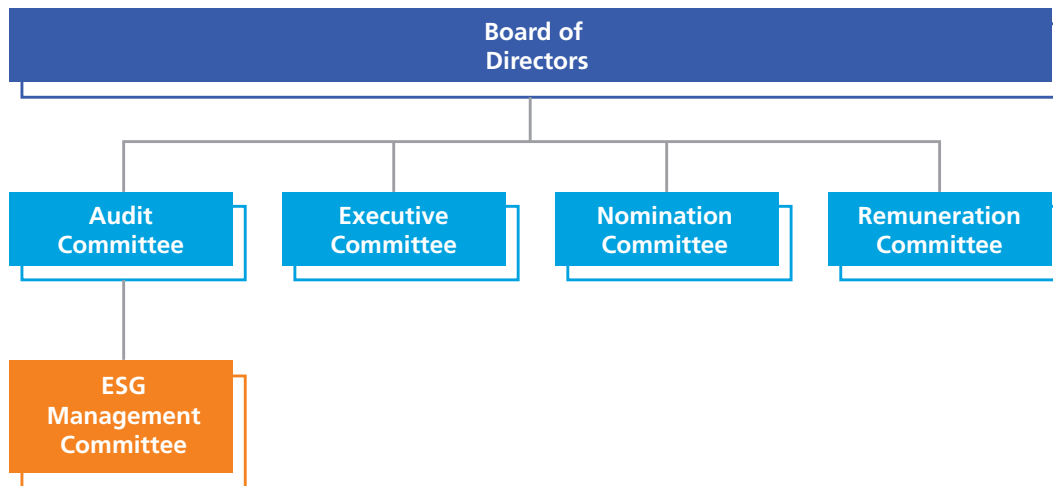 Board of
Directors
Audit
Committee
Executive
Committee
Nomination
Committee
Remuneration
Committee
ESG
Management
Committee